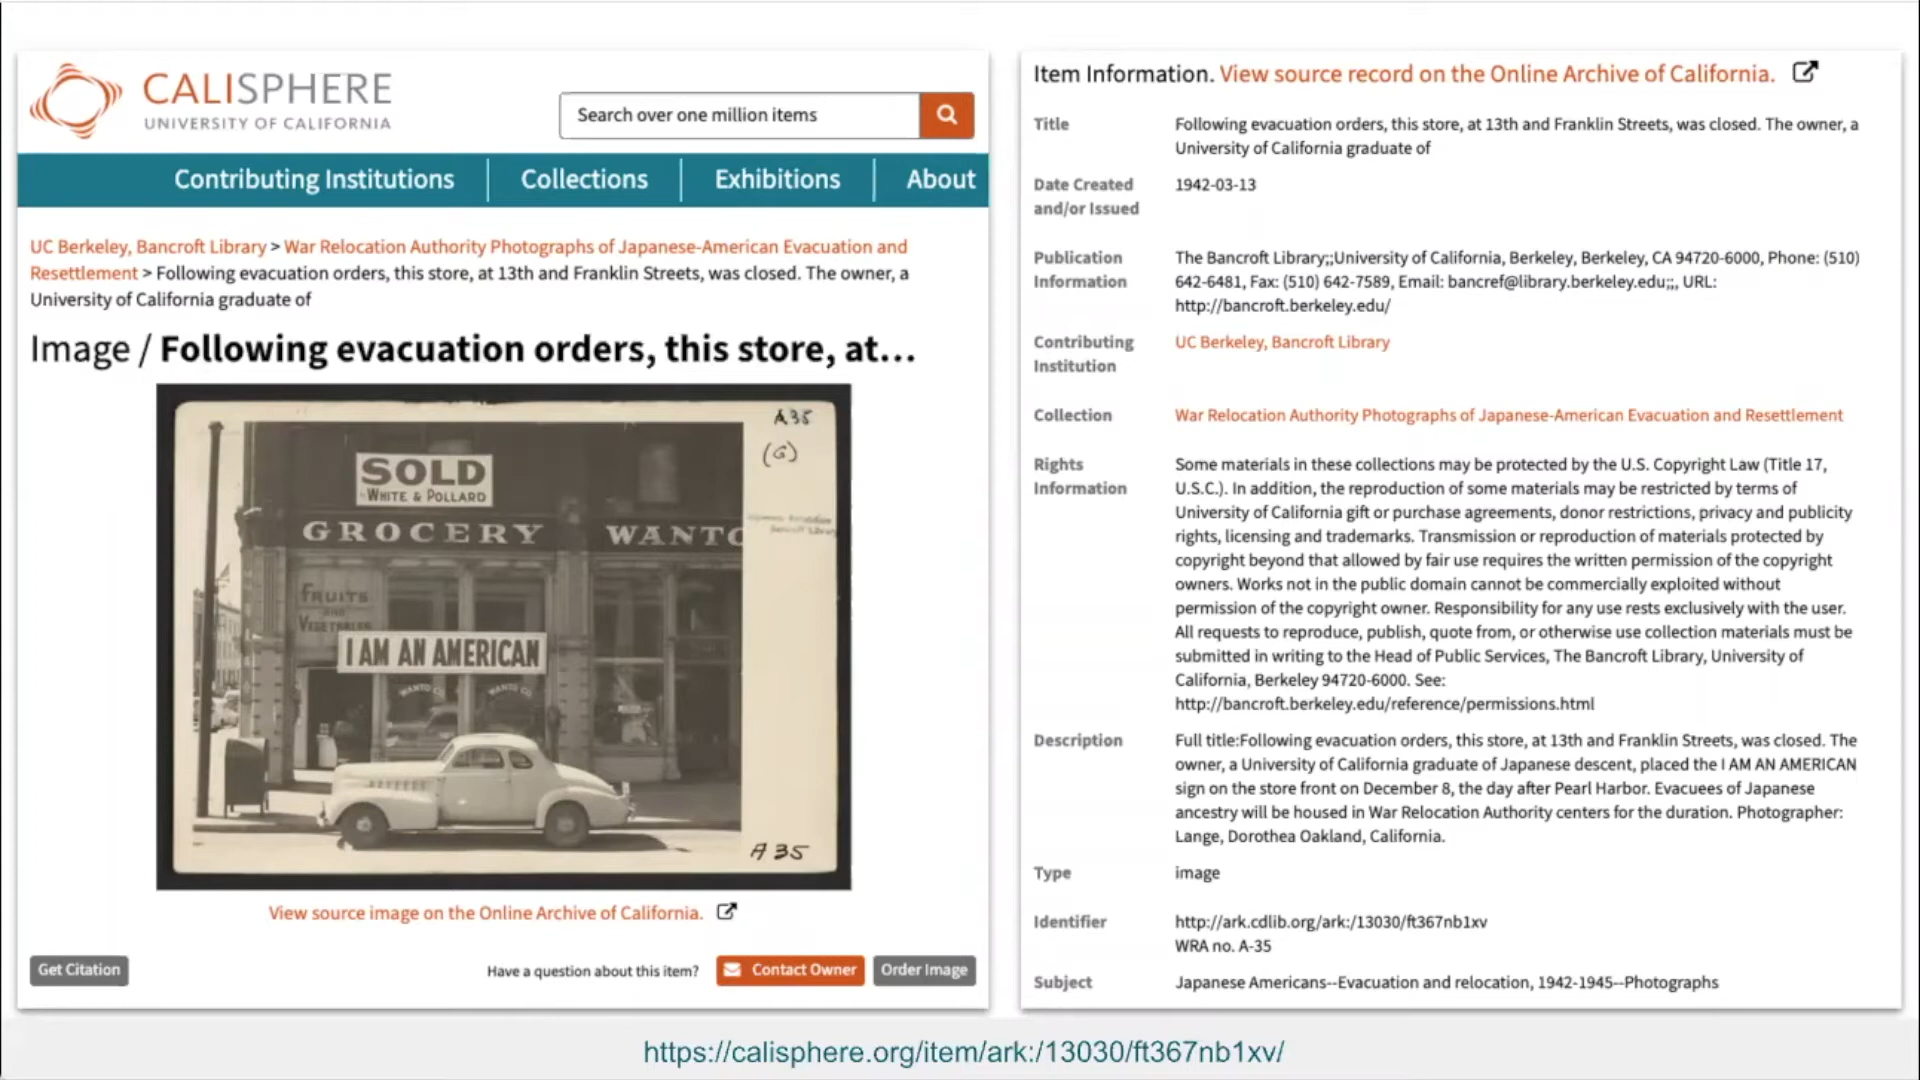 CALISPHERE
UNIVERSITY OF CALIFORNIA
Search over one million items
Contributing Institutions
Collections
Exhibitions
About
UC Berkeley, Bancroft Library > War Relocation Authority Photographs of Japanese-American Evacuation and
Resettlement > Following evacuation orders, this store, at 13th and Franklin Streets, was closed. The owner, a
University of California graduate of
Image / Following evacuation orders, this store, at...
A35
(G)
SOLD
WHITE & POLLARD
GROCERY
WANTO
FRUITS
AND
VEGETABLES
I AM AN AMERICAN
WANTO CO
WANTO CO
A 35
View source image on the Online Archive of California.
Get Citation
Have a question about this item?
Contact Owner
Order Image
Item Information. View source record on the Online Archive of California.
Title
Following evacuation orders, this store, at 13th and Franklin Streets, was closed. The owner, a
University of California graduate of
Date Created
and/or Issued
1942-03-13
Publication
Information
The Bancroft Library;;University of California, Berkeley, Berkeley, CA 94720-6000, Phone: (510)
642-6481, Fax: (510) 642-7589, Email: bancref@library.berkeley.edu;;, URL:
http://bancroft.berkeley.edu/
Contributing
Institution
UC Berkeley, Bancroft Library
Collection
War Relocation Authority Photographs of Japanese-American Evacuation and Resettlement
Rights
Information
Some materials in these collections may be protected by the U.S. Copyright Law (Title 17,
U.S.C.). In addition, the reproduction of some materials may be restricted by terms of
University of California gift or purchase agreements, donor restrictions, privacy and publicity
rights, licensing and trademarks. Transmission or reproduction of materials protected by
copyright beyond that allowed by fair use requires the written permission of the copyright
owners. Works not in the public domain cannot be commercially exploited without
permission of the copyright owner. Responsibility for any use rests exclusively with the user.
All requests to reproduce, publish, quote from, or otherwise use collection materials must be
submitted in writing to the Head of Public Services, The Bancroft Library, University of
California, Berkeley 94720-6000. See:
http://bancroft.berkeley.edu/reference/permissions.html
Description
Full title:Following evacuation orders, this store, at 13th and Franklin Streets, was closed. The
owner, a University of California graduate of Japanese descent, placed the I AM AN AMERICAN
sign on the store front on December 8, the day after Pearl Harbor. Evacuees of Japanese
ancestry will be housed in War Relocation Authority centers for the duration. Photographer:
Lange, Dorothea Oakland, California.
Type
image
Identifier
http://ark.cdlib.org/ark:/13030/ft367nb1xv
WRA no. A-35
Subject
Japanese Americans--Evacuation and relocation, 1942-1945--Photographs
https://calisphere.org/item/ark:/13030/ft367nb1xv/